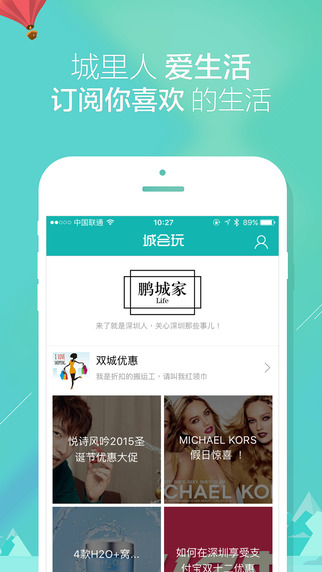 城里人 爱生活
订阅你喜欢 的生活
中国联通 10:27 89%
城会玩
鹏城家
Life
来了就是深圳人，关心深圳那些事儿！
I LOVE
SHOPPING
双城优惠
我是折扣的搬运工，请叫我红领巾
悦诗风吟2015圣
诞节优惠大促
MICHAEL KORS
假日惊喜 ！
CHAEL KOR
4款H2O+窝...
如何在深圳享受支
付宝双十二优惠